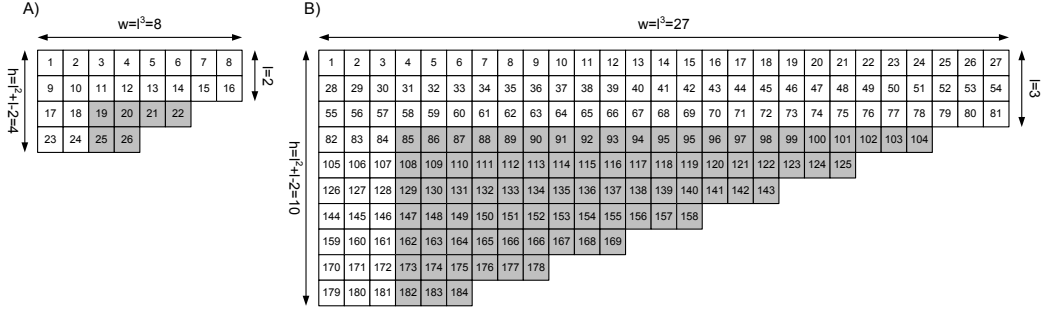 A)
w=l³=8
h=l²+l-2=4
l=2
1 2 3 4 5 6 7 8
9 10 11 12 13 14 15 16
17 18 19 20 21 22
23 24 25 26
B)
w=l³=27
h=l²+l-2=10
l=3
1 2 3 4 5 6 7 8 9 10 11 12 13 14 15 16 17 18 19 20 21 22 23 24 25 26 27
28 29 30 31 32 33 34 35 36 37 38 39 40 41 42 43 44 45 46 47 48 49 50 51 52 53 54
55 56 57 58 59 60 61 62 63 64 65 66 67 68 69 70 71 72 73 74 75 76 77 78 79 80 81
82 83 84 85 86 87 88 89 90 91 92 93 94 95 96 97 98 99 100 101 102 103 104
105 106 107 108 109 110 111 112 113 114 115 116 117 118 119 120 121 122 123 124 125
126 127 128 129 130 131 132 133 134 135 136 137 138 139 140 141 142 143
144 145 146 147 148 149 150 151 152 153 154 155 156 157 158
159 160 161 162 163 164 165 166 166 167 168 169
170 171 172 173 174 175 176 177 178
179 180 181 182 183 184